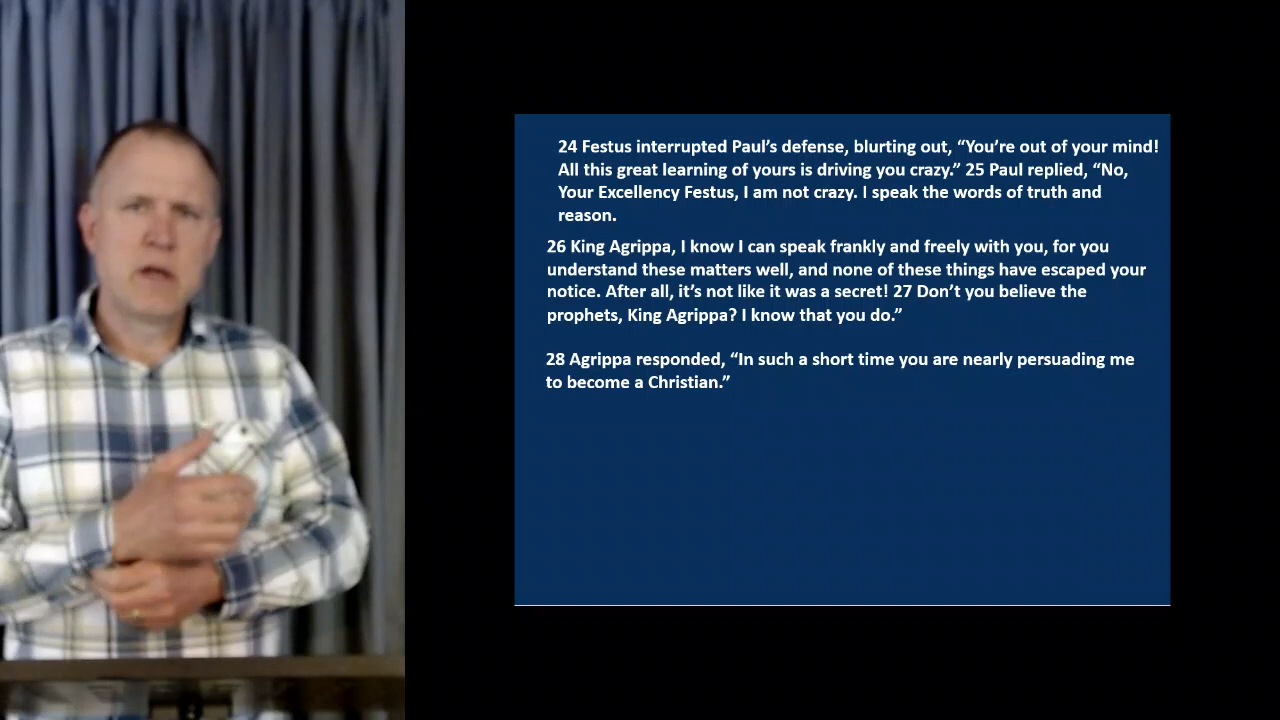 24 Festus interrupted Paul’s defense, blurting out, “You’re out of your mind!
All this great learning of yours is driving you crazy.” 25 Paul replied, “No,
Your Excellency Festus, I am not crazy. I speak the words of truth and
reason.
26 King Agrippa, I know I can speak frankly and freely with you, for you
understand these matters well, and none of these things have escaped your
notice. After all, it’s not like it was a secret! 27 Don’t you believe the
prophets, King Agrippa? I know that you do.”
28 Agrippa responded, “In such a short time you are nearly persuading me
to become a Christian.”